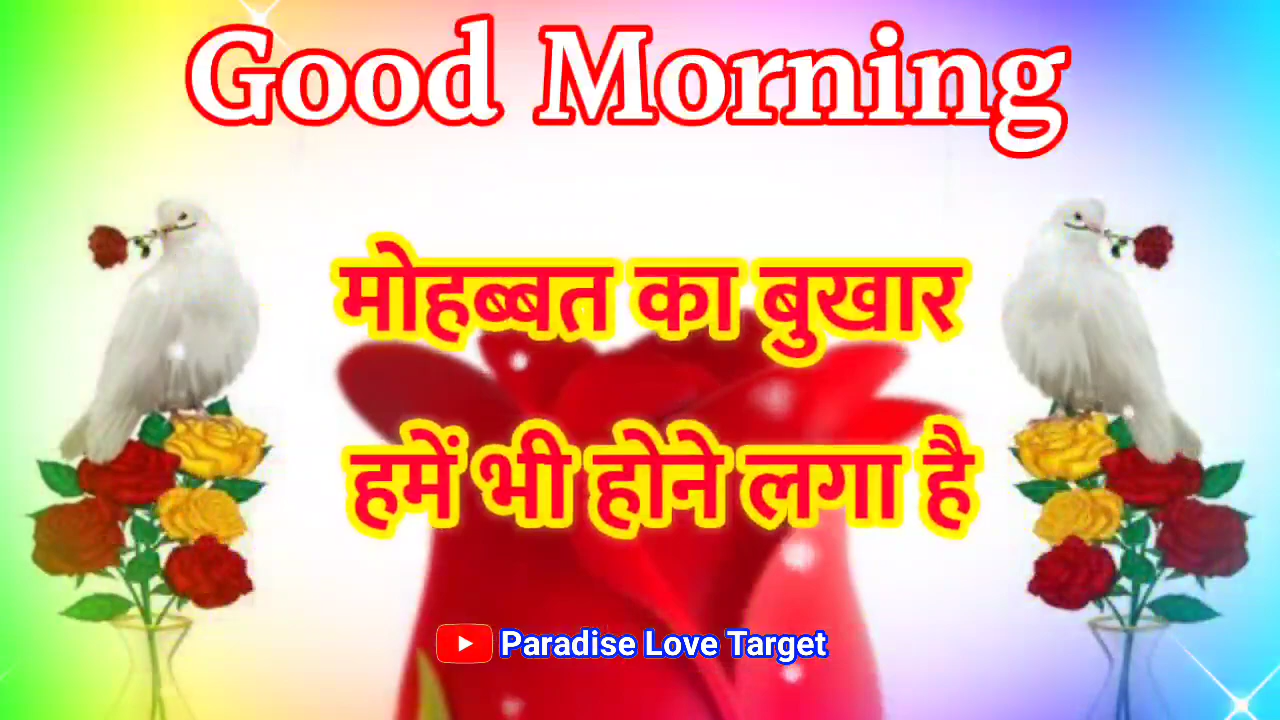 Good Morning
मोहब्बत का बुखार
हमें भी होने लगा है
Paradise Love Target